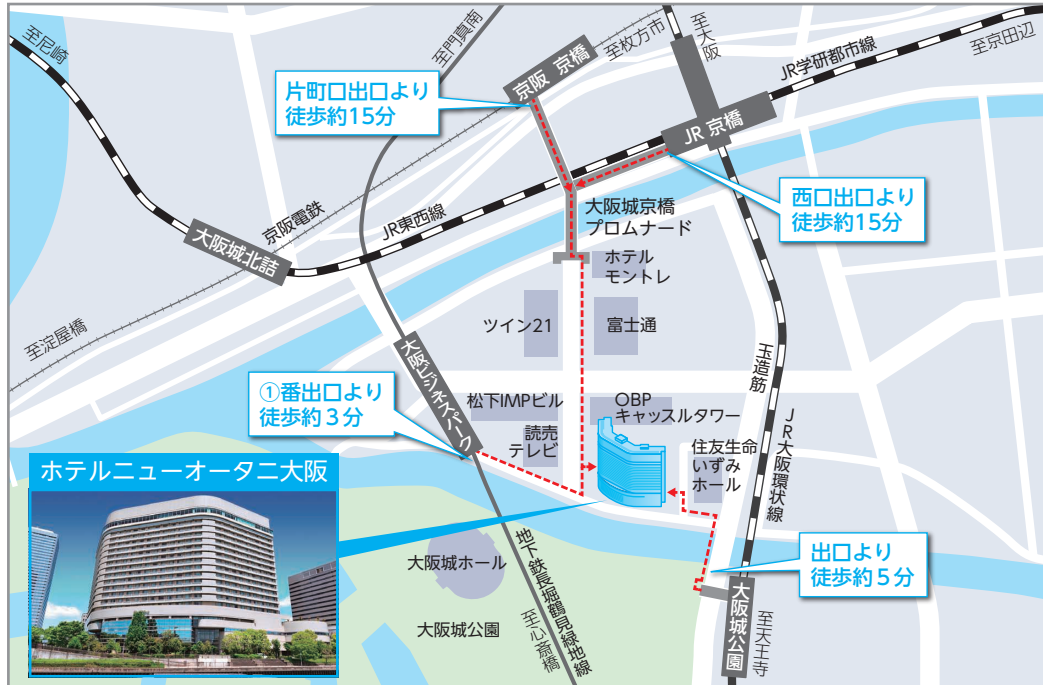 至尼崎
至門真南
京阪 京橋
至枚方市
至大阪
JR学研都市線
至京田辺
片町口出口より
徒歩約15分
JR 京橋
西口出口より
徒歩約15分
京阪電鉄
JR東西線
大阪城北詰
大阪城京橋
プロムナード
ホテル
モントレ
至淀屋橋
ツイン21
富士通
大阪ビジネスパーク
玉造筋
①番出口より
徒歩約３分
松下IMPビル
読売
テレビ
OBP
キャッスルタワー
住友生命
いずみ
ホール
JR大阪環状線
ホテルニューオータニ大阪
大阪城ホール
地下鉄長堀鶴見緑地線
出口より
徒歩約５分
大阪城公園
至心斎橋
大阪城公園
至天王寺